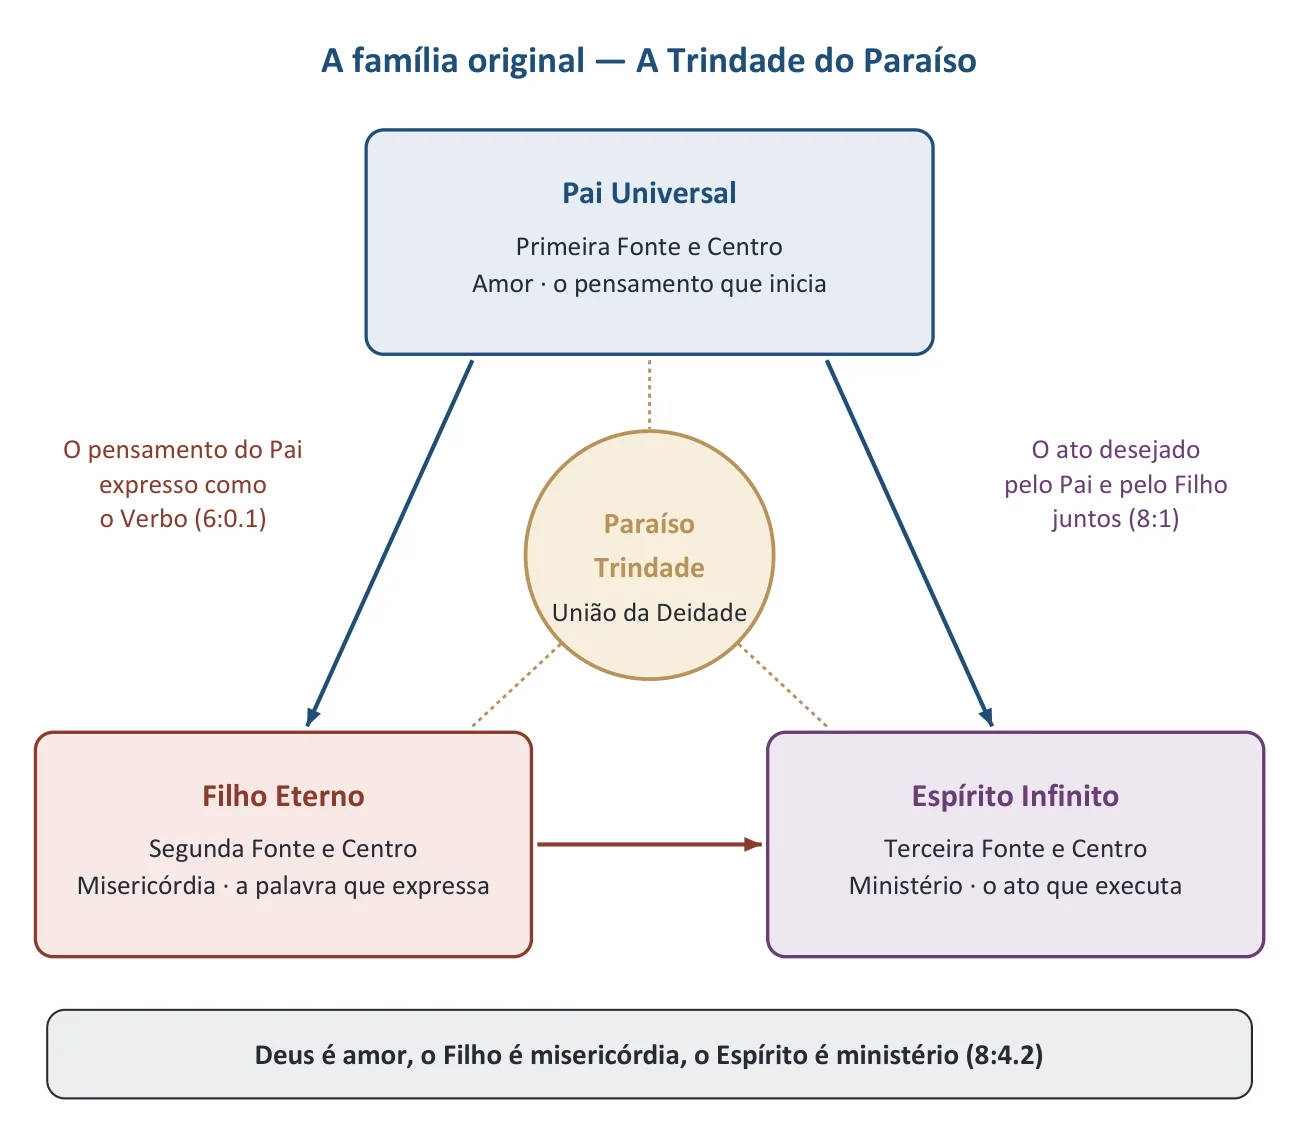 A família original — A Trindade do Paraíso
Pai Universal
Primeira Fonte e Centro
Amor · o pensamento que inicia
O pensamento do Pai
expresso como
o Verbo (6:0.1)
O ato desejado
pelo Pai e pelo Filho
juntos (8:1)
Paraíso
Trindade
União da Deidade
Filho Eterno
Segunda Fonte e Centro
Misericórdia · a palavra que expressa
Espírito Infinito
Terceira Fonte e Centro
Ministério · o ato que executa
Deus é amor, o Filho é misericórdia, o Espírito é ministério (8:4.2)